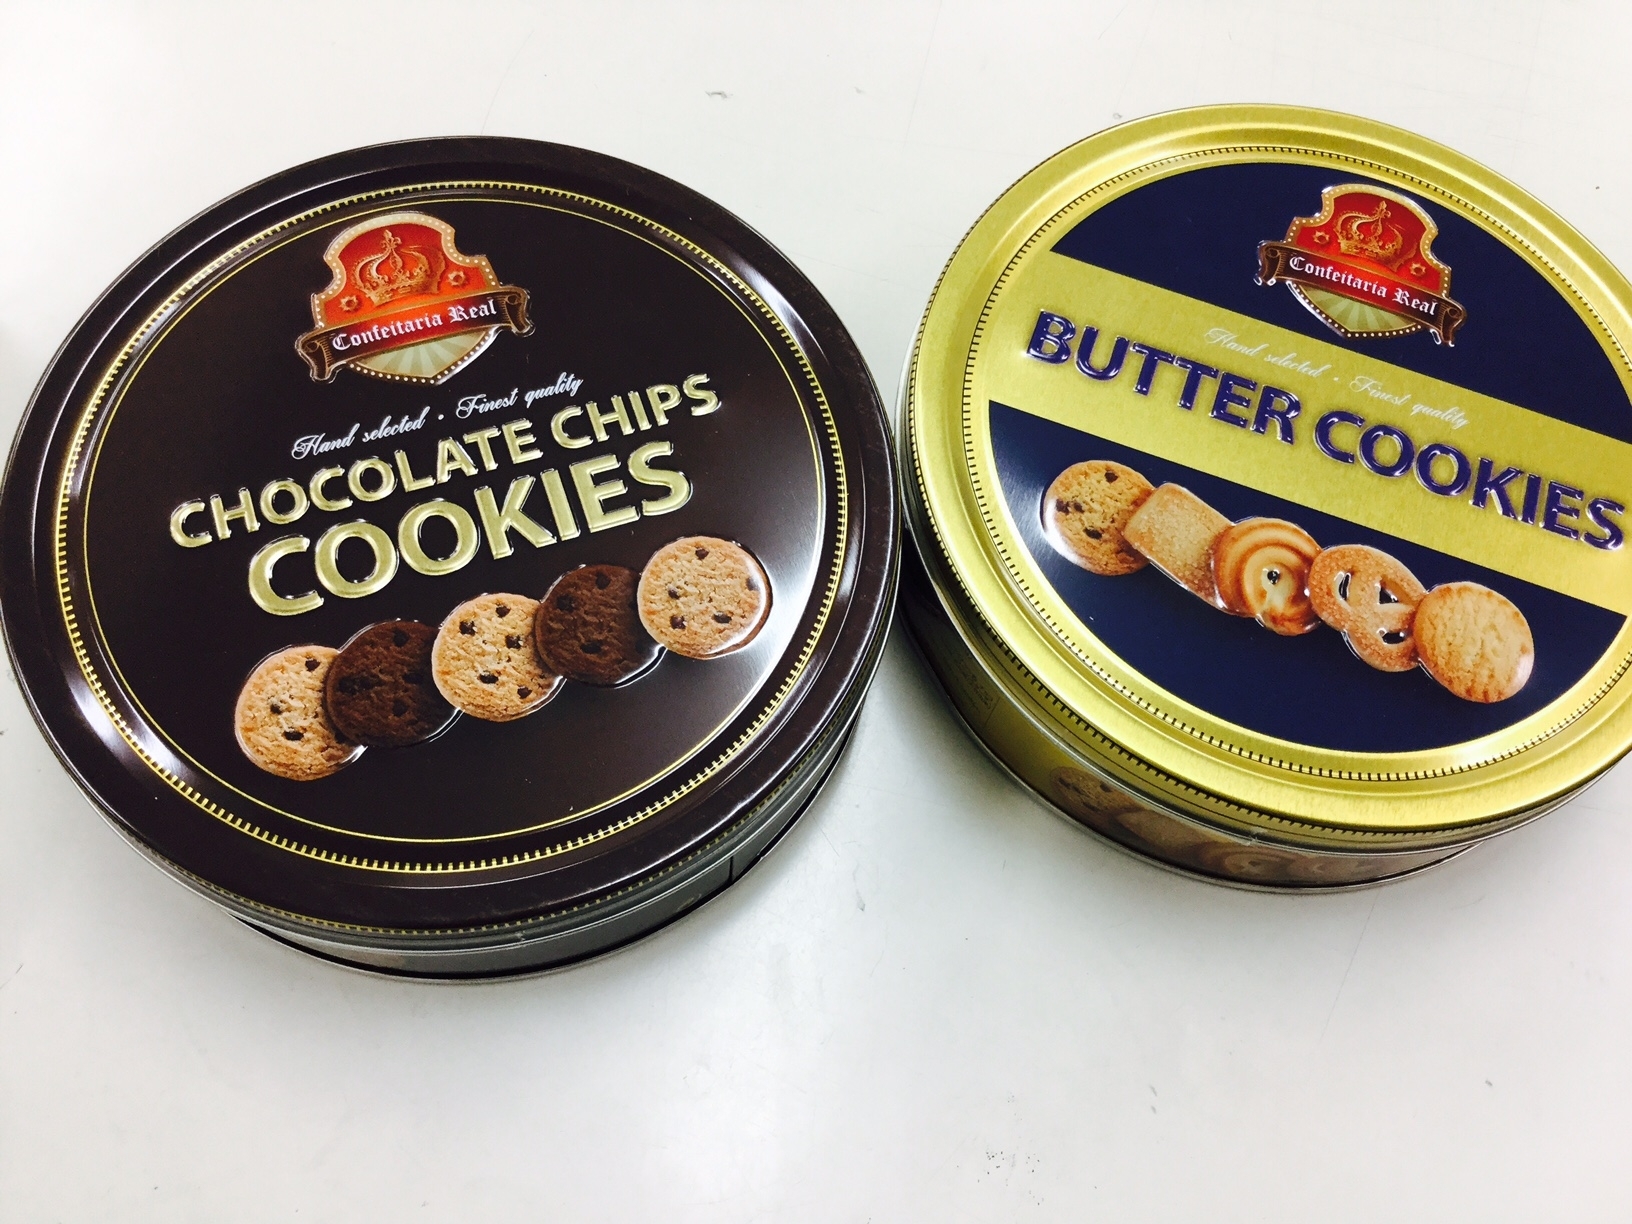 Confeitaria Real
Hand selected · Finest quality
CHOCOLATE CHIPS
COOKIES
Confeitaria Real
Hand selected · Finest quality
BUTTER COOKIES